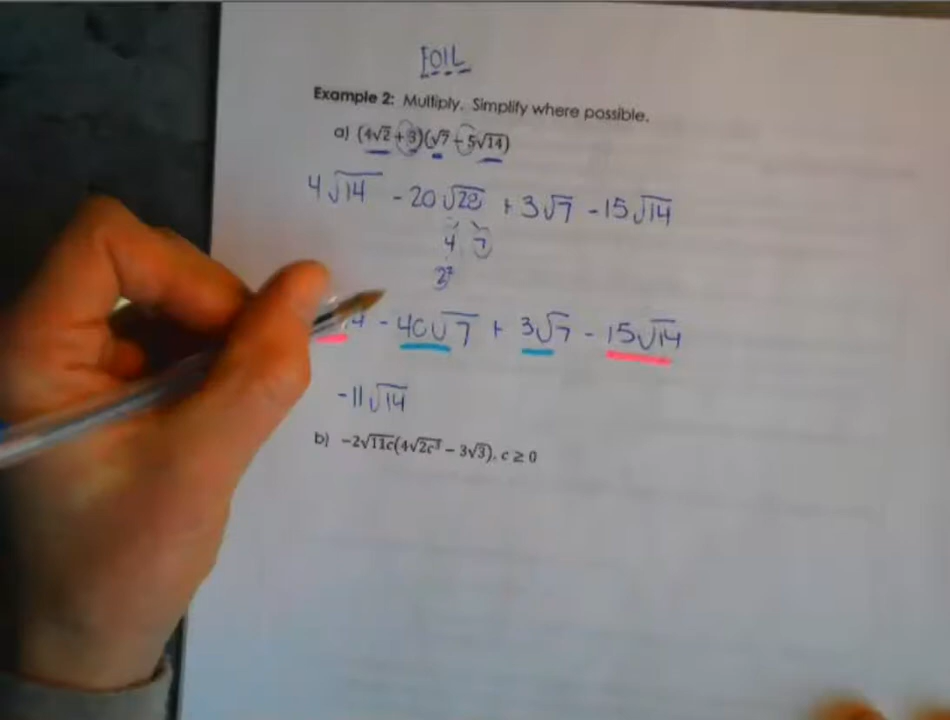 FOIL
Example 2: Multiply. Simplify where possible.
a) (4√2 + 3)(√7 − 5√14)
4√14 - 20√28 + 3√7 - 15√14
4 7
2²
4 - 40√7 + 3√7 - 15√14
-11√14
b) −2√11c(4√2c³ − 3√3), c ≥ 0